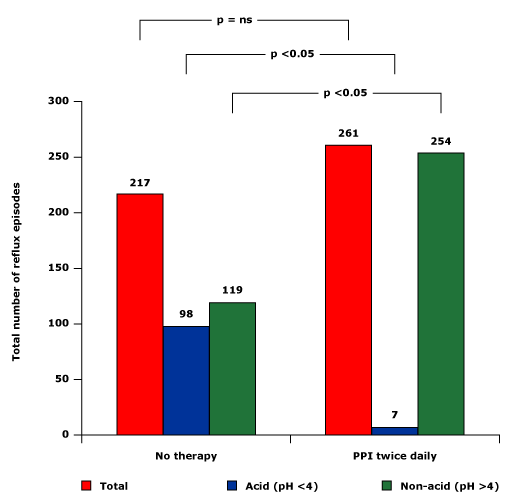 p = ns
p <0.05
p <0.05
Total number of reflux episodes
300
250
200
150
100
50
0
217
98
119
261
7
254
No therapy
PPI twice daily
Total
Acid (pH <4)
Non-acid (pH >4)